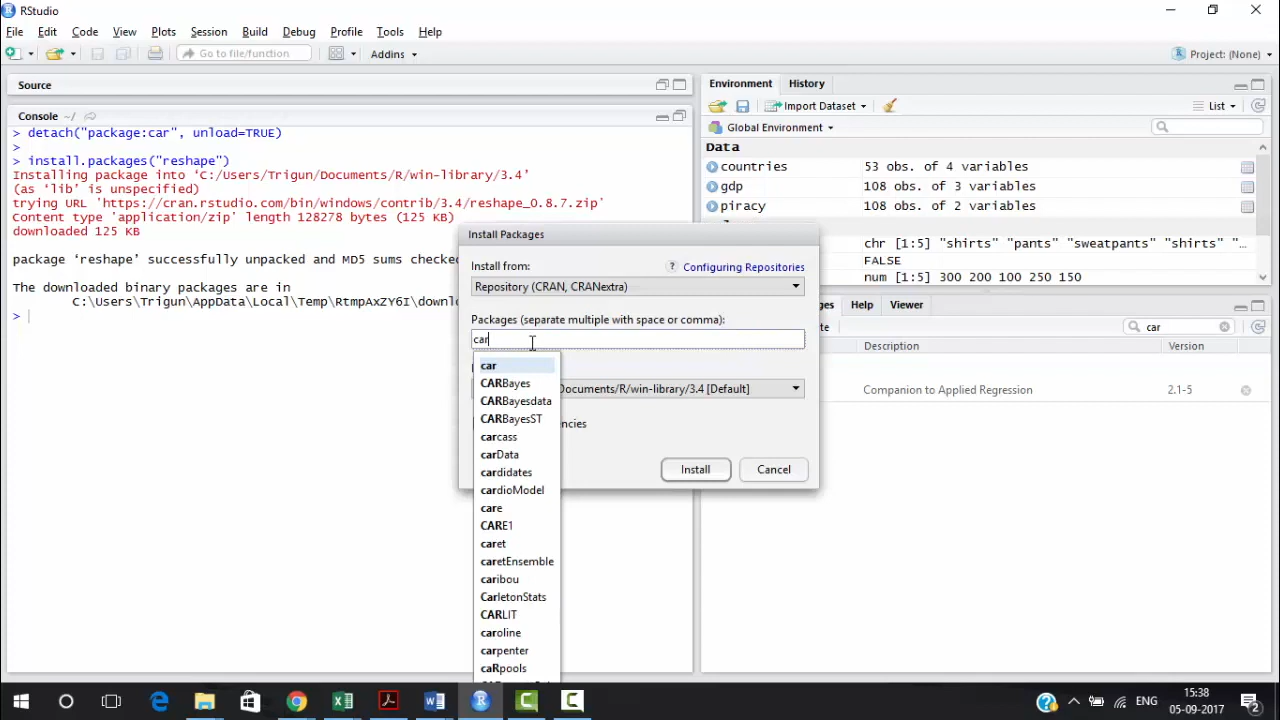 RStudio
File Edit Code View Plots Session Build Debug Profile Tools Help
Go to file/function
Addins
Project: (None)
Source
Console ~/
> detach("package:car", unload=TRUE)
>
> install.packages("reshape")
Installing package into ‘C:/Users/Trigun/Documents/R/win-library/3.4’
(as ‘lib’ is unspecified)
trying URL 'https://cran.rstudio.com/bin/windows/contrib/3.4/reshape_0.8.7.zip'
Content type 'application/zip' length 128278 bytes (125 KB)
downloaded 125 KB
package ‘reshape’ successfully unpacked and MD5 sums checked
The downloaded binary packages are in
C:\Users\Trigun\AppData\Local\Temp\RtmpAxZY6I\downlo
>
Install Packages
Install from:
? Configuring Repositories
Repository (CRAN, CRANextra)
Packages (separate multiple with space or comma):
car
car
CARBayes
CARBayesdata
CARBayesST
carcass
carData
cardidates
cardioModel
care
CARE1
caret
caretEnsemble
caribou
CarletonStats
CARLIT
caroline
carpenter
caRpools
Documents/R/win-library/3.4 [Default]
ncies
Install Cancel
Environment History
Import Dataset
List
Global Environment
Data
countries 53 obs. of 4 variables
gdp 108 obs. of 3 variables
piracy 108 obs. of 2 variables
chr [1:5] "shirts" "pants" "sweatpants" "shirts" "…
FALSE
num [1:5] 300 200 100 250 150
ges Help Viewer
te
car
Description Version
Companion to Applied Regression 2.1-5
ENG
15:38
05-09-2017
2